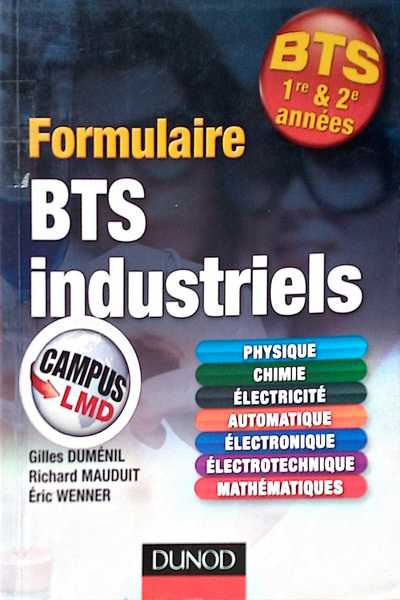 BTS
1re & 2e
années
Formulaire
BTS
industriels
CAMPUS
LMD
PHYSIQUE
CHIMIE
ÉLECTRICITÉ
AUTOMATIQUE
ÉLECTRONIQUE
ÉLECTROTECHNIQUE
MATHÉMATIQUES
Gilles DUMÉNIL
Richard MAUDUIT
Éric WENNER
DUNOD